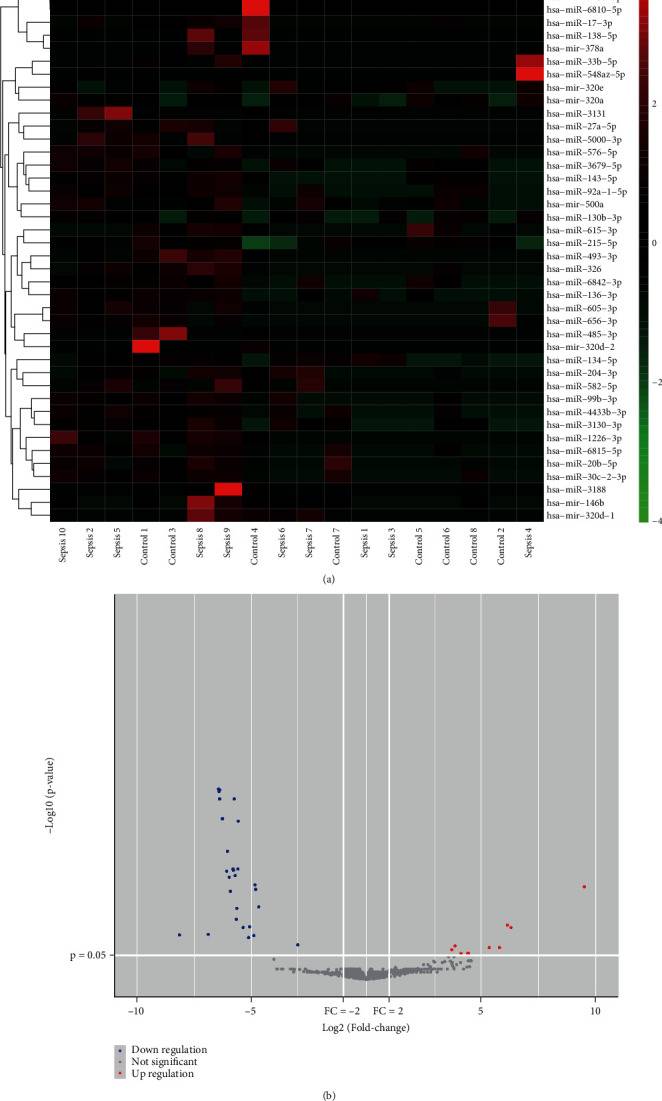 hsa−miR−6810−5p
hsa−miR−17−3p
hsa−miR−138−5p
hsa−mir−378a
hsa−miR−33b−5p
hsa−miR−548az−5p
hsa−mir−320e
hsa−mir−320a
hsa−miR−3131
hsa−miR−27a−5p
hsa−miR−5000−3p
hsa−miR−576−5p
hsa−miR−3679−5p
hsa−miR−143−5p
hsa−miR−92a−1−5p
hsa−mir−500a
hsa−miR−130b−3p
hsa−miR−615−3p
hsa−miR−215−5p
hsa−miR−493−3p
hsa−miR−326
hsa−miR−6842−3p
hsa−miR−136−3p
hsa−miR−605−3p
hsa−miR−656−3p
hsa−miR−485−3p
hsa−mir−320d−2
hsa−miR−134−5p
hsa−miR−204−3p
hsa−miR−582−5p
hsa−miR−99b−3p
hsa−miR−4433b−3p
hsa−miR−3130−3p
hsa−miR−1226−3p
hsa−miR−6815−5p
hsa−miR−20b−5p
hsa−miR−30c−2−3p
hsa−miR−3188
hsa−mir−146b
hsa−mir−320d−1
2
0
−2
−4
Sepsis 10
Sepsis 2
Sepsis 5
Control 1
Control 3
Sepsis 8
Sepsis 9
Control 4
Sepsis 6
Sepsis 7
Control 7
Sepsis 1
Sepsis 3
Control 5
Control 6
Control 8
Control 2
Sepsis 4
(a)
−Log10 (p-value)
p = 0.05
−10
−5
FC = −2
FC = 2
5
10
Log2 (Fold-change)
Down regulation
Not significant
Up regulation
(b)